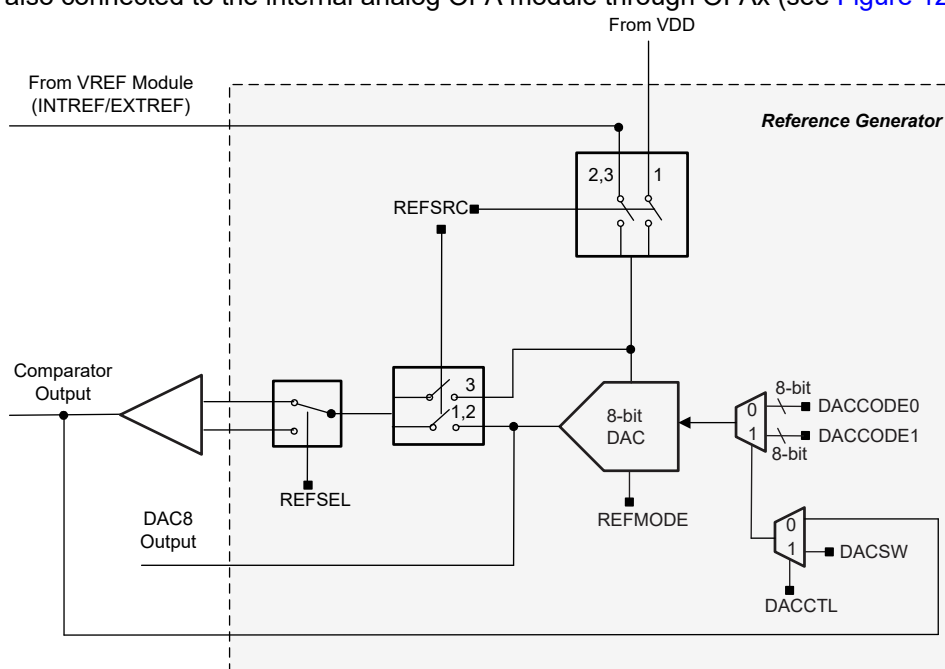 also connected to the internal analog OPA module through OPAx (see Figure 12
From VDD
From VREF Module
(INTREF/EXTREF)
Reference Generator
2,3
1
REFSRC
Comparator
Output
3
1,2
8-bit
DAC
0
1
8-bit
DACCODE0
DACCODE1
8-bit
REFSEL
REFMODE
DAC8
Output
0
1
DACSW
DACCTL